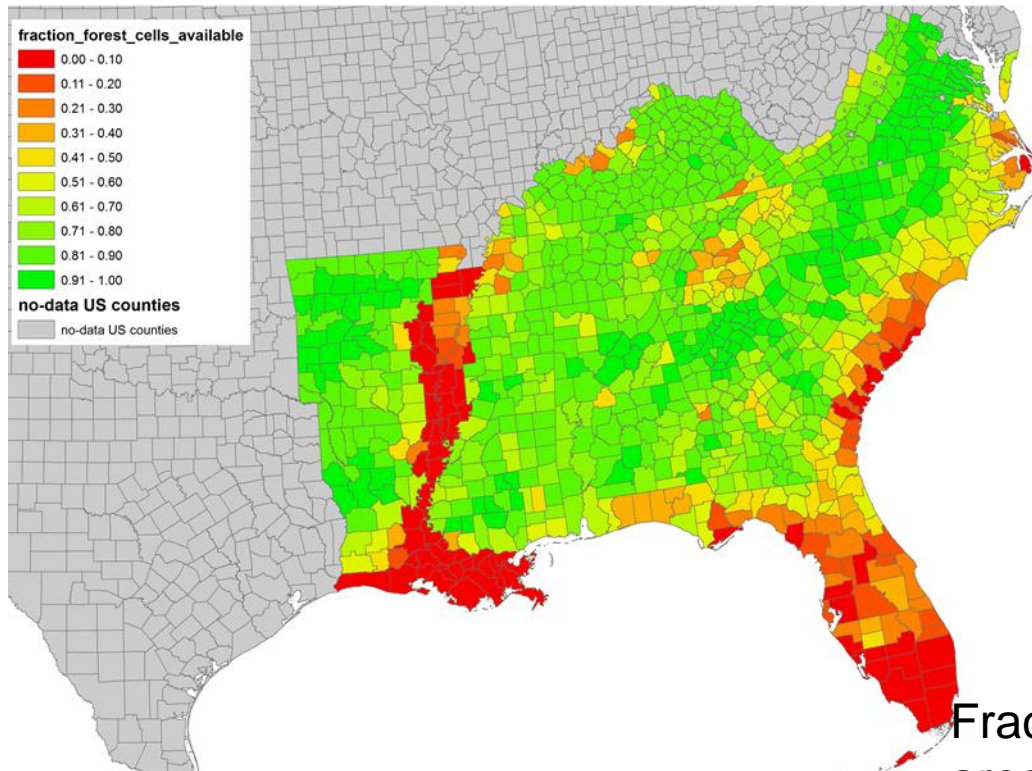 fraction_forest_cells_available
0.00 - 0.10
0.11 - 0.20
0.21 - 0.30
0.31 - 0.40
0.41 - 0.50
0.51 - 0.60
0.61 - 0.70
0.71 - 0.80
0.81 - 0.90
0.91 - 1.00
no-data US counties
no-data US counties
Frac